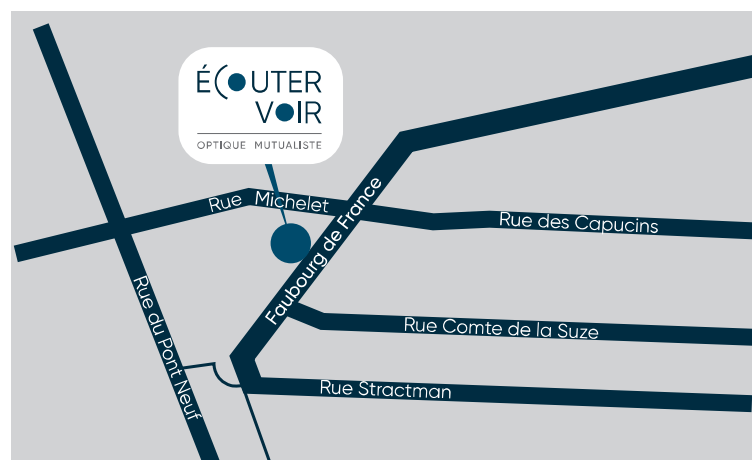 ÉCOUTER
VOIR
OPTIQUE MUTUALISTE
Rue Michelet
Faubourg de France
Rue des Capucins
Rue du Pont Neuf
Rue Comte de la Suze
Rue Stractman